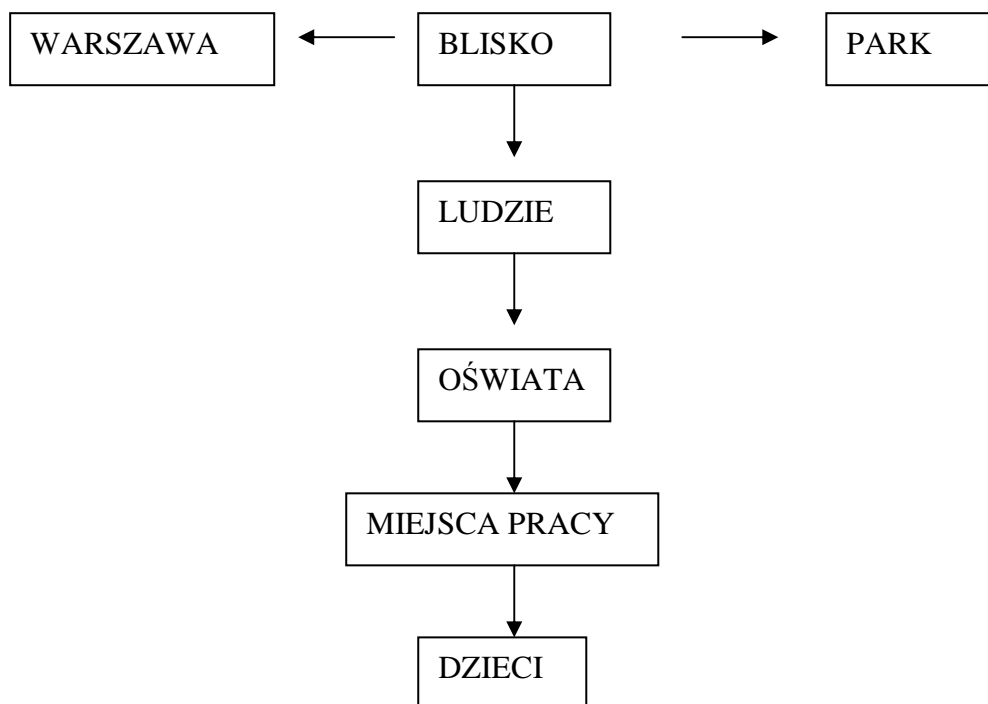 WARSZAWA
BLISKO
PARK
LUDZIE
OŚWIATA
MIEJSCA PRACY
DZIECI